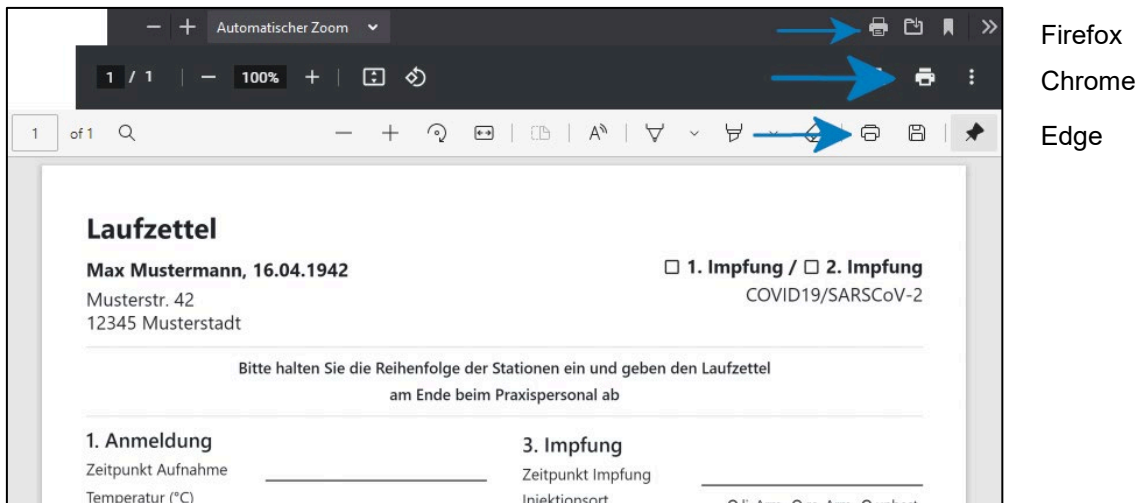 Automatischer Zoom
Firefox
1 / 1 | − 100% +
Chrome
1 of 1
Edge
Laufzettel
Max Mustermann, 16.04.1942
☐ 1. Impfung / ☐ 2. Impfung
Musterstr. 42
COVID19/SARSCoV-2
12345 Musterstadt
Bitte halten Sie die Reihenfolge der Stationen ein und geben den Laufzettel
am Ende beim Praxispersonal ab
1. Anmeldung
3. Impfung
Zeitpunkt Aufnahme
Zeitpunkt Impfung
Temperatur (°C)
Injektionsort